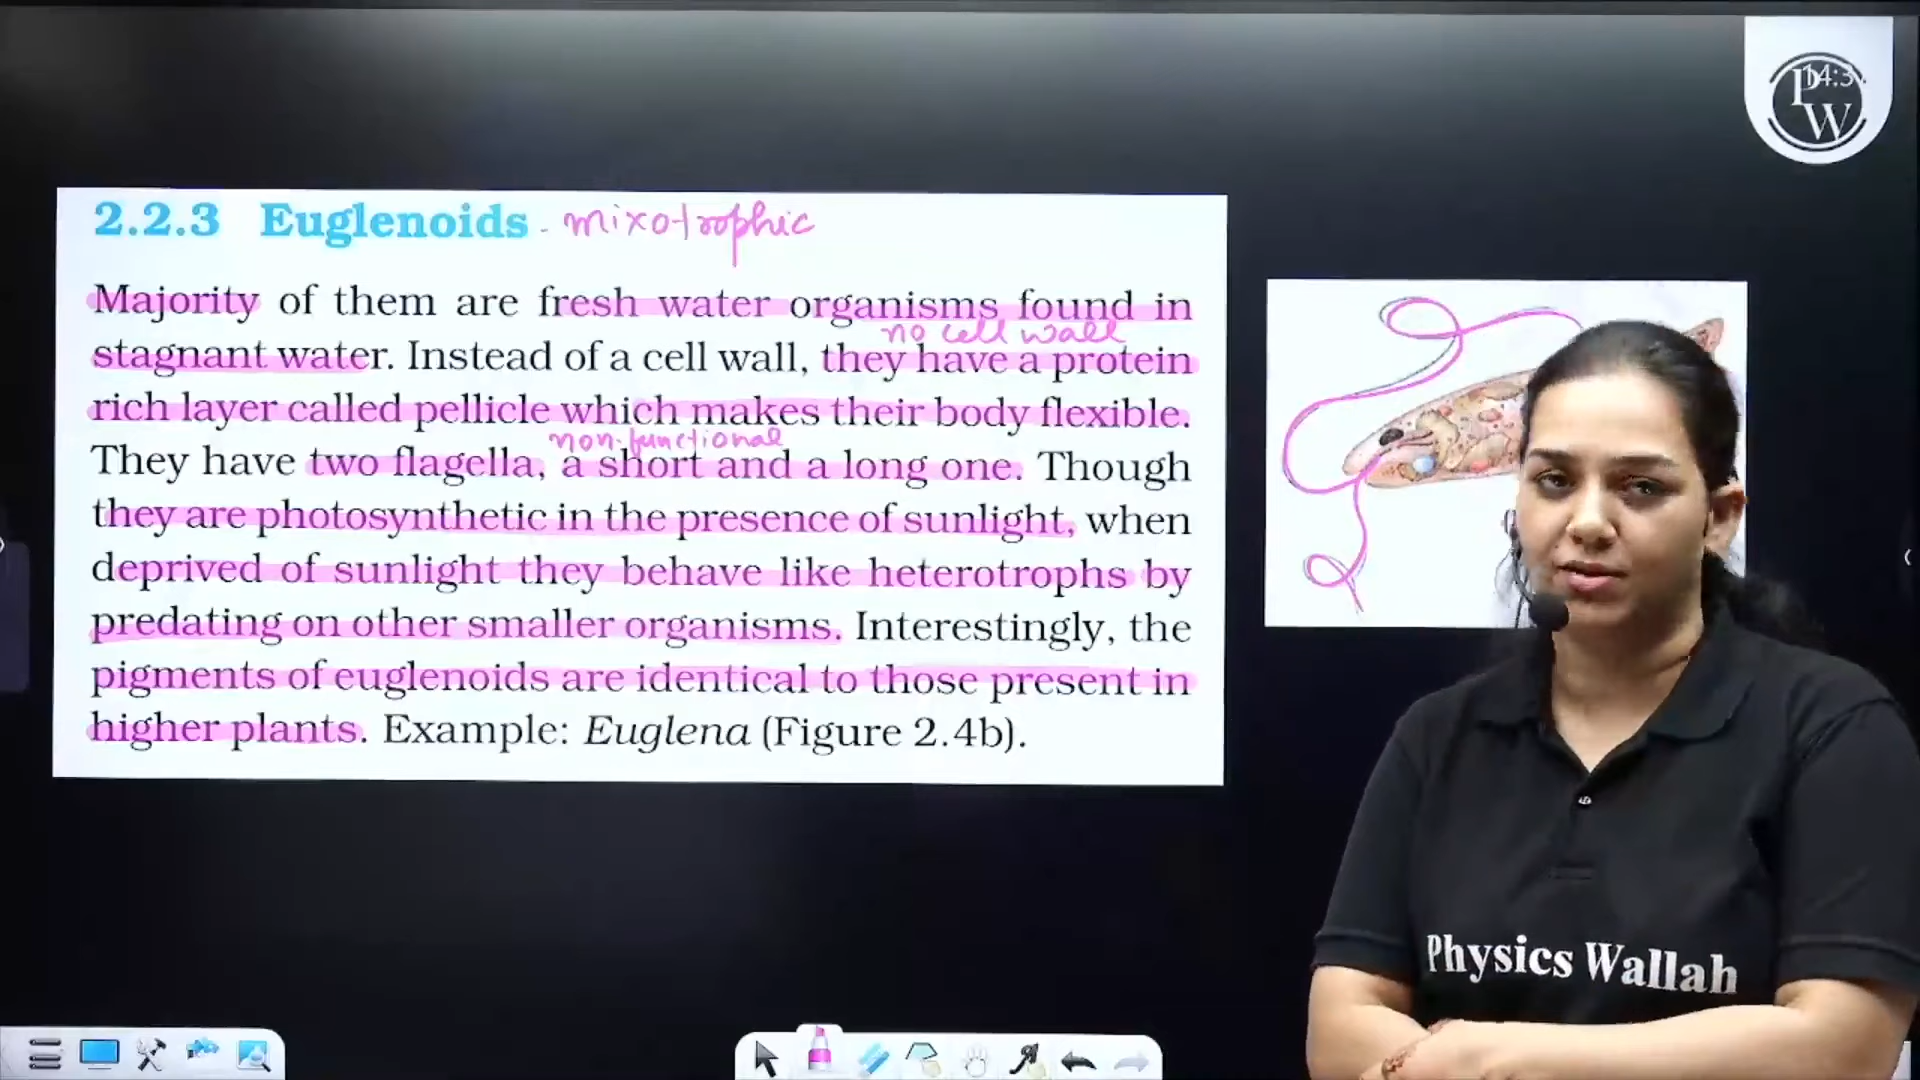 14:3
PW
2.2.3 Euglenoids - mixotrophic
Majority of them are fresh water organisms found in
no cell wall
stagnant water. Instead of a cell wall, they have a protein
rich layer called pellicle which makes their body flexible.
non-functional
They have two flagella, a short and a long one. Though
they are photosynthetic in the presence of sunlight, when
deprived of sunlight they behave like heterotrophs by
predating on other smaller organisms. Interestingly, the
pigments of euglenoids are identical to those present in
higher plants. Example: Euglena (Figure 2.4b).
Physics Wallah